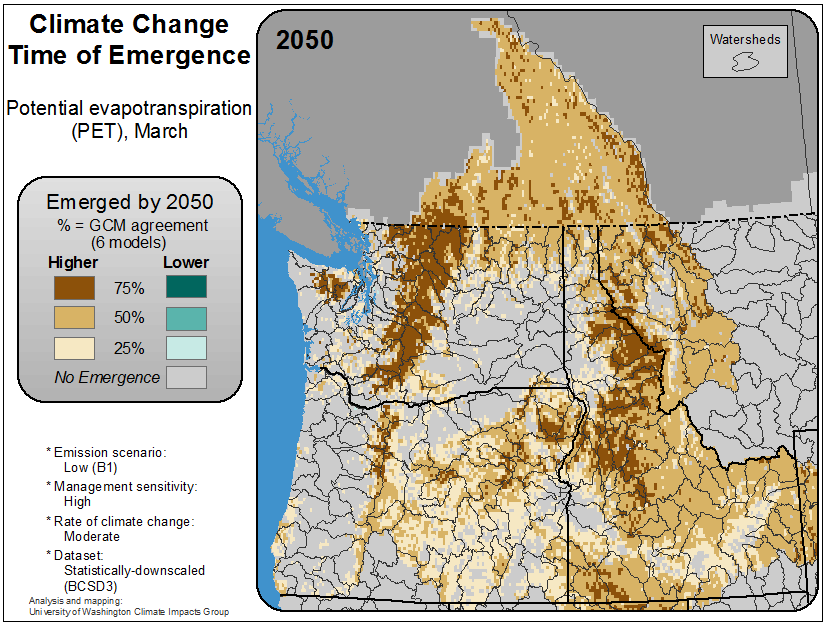 Climate Change
Time of Emergence
Potential evapotranspiration
(PET), March
Emerged by 2050
% = GCM agreement
(6 models)
Higher Lower
75%
50%
25%
No Emergence
* Emission scenario:
Low (B1)
* Management sensitivity:
High
* Rate of climate change:
Moderate
* Dataset:
Statistically-downscaled
(BCSD3)
Analysis and mapping:
University of Washington Climate Impacts Group
2050
Watersheds